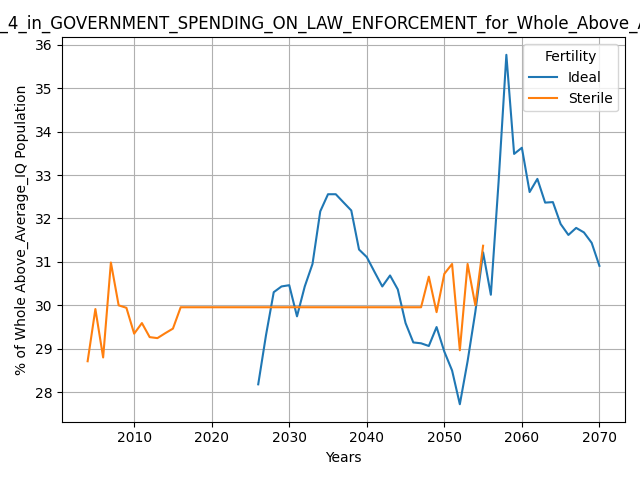 _4_in_GOVERNMENT_SPENDING_ON_LAW_ENFORCEMENT_for_Whole_Above_A
Fertility
Ideal
Sterile
% of Whole Above_Average_IQ Population
36
35
34
33
32
31
30
29
28
2010
2020
2030
2040
2050
2060
2070
Years